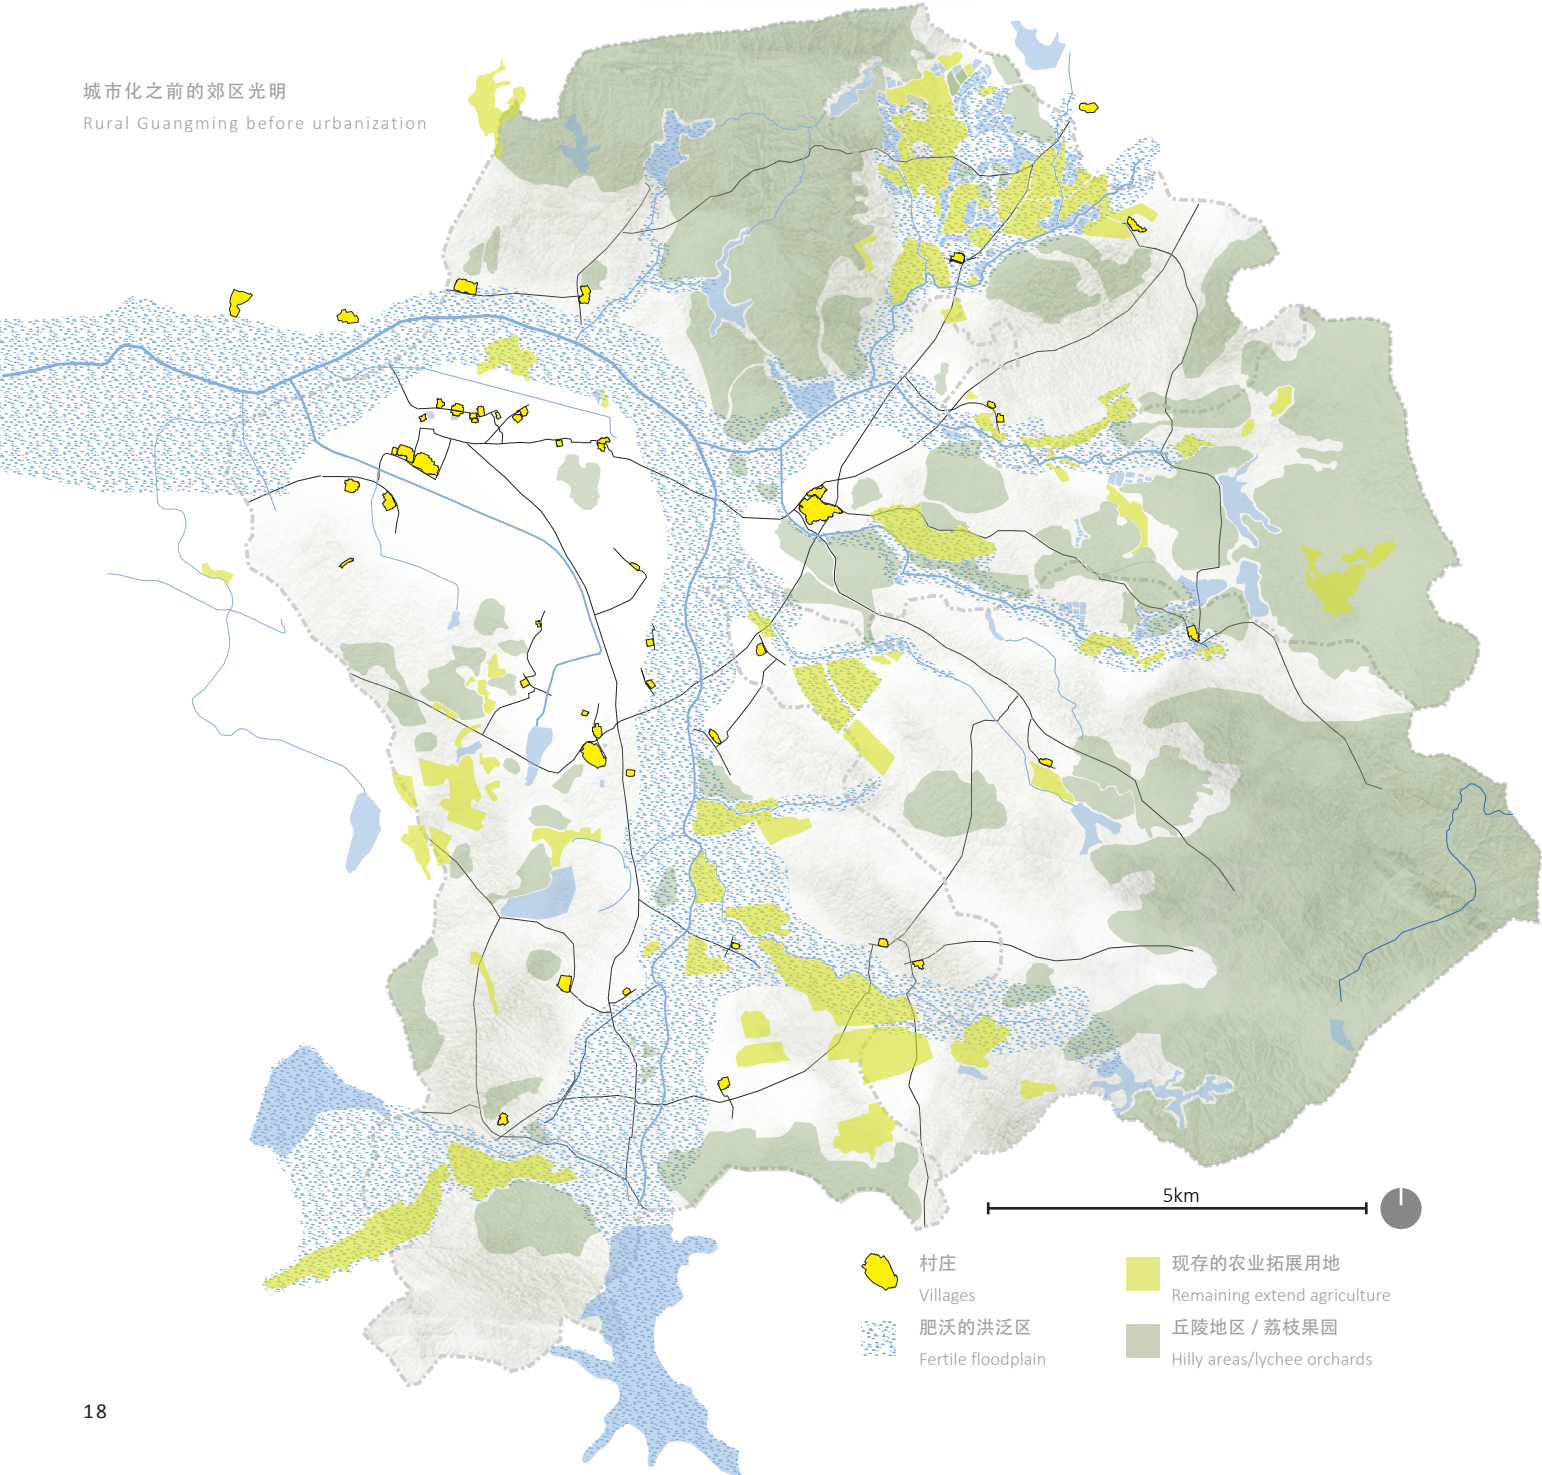 城市化之前的郊区光明
Rural Guangming before urbanization
5km
村庄
Villages
现存的农业拓展用地
Remaining extend agriculture
肥沃的洪泛区
Fertile floodplain
丘陵地区 / 荔枝果园
Hilly areas/lychee orchards
18